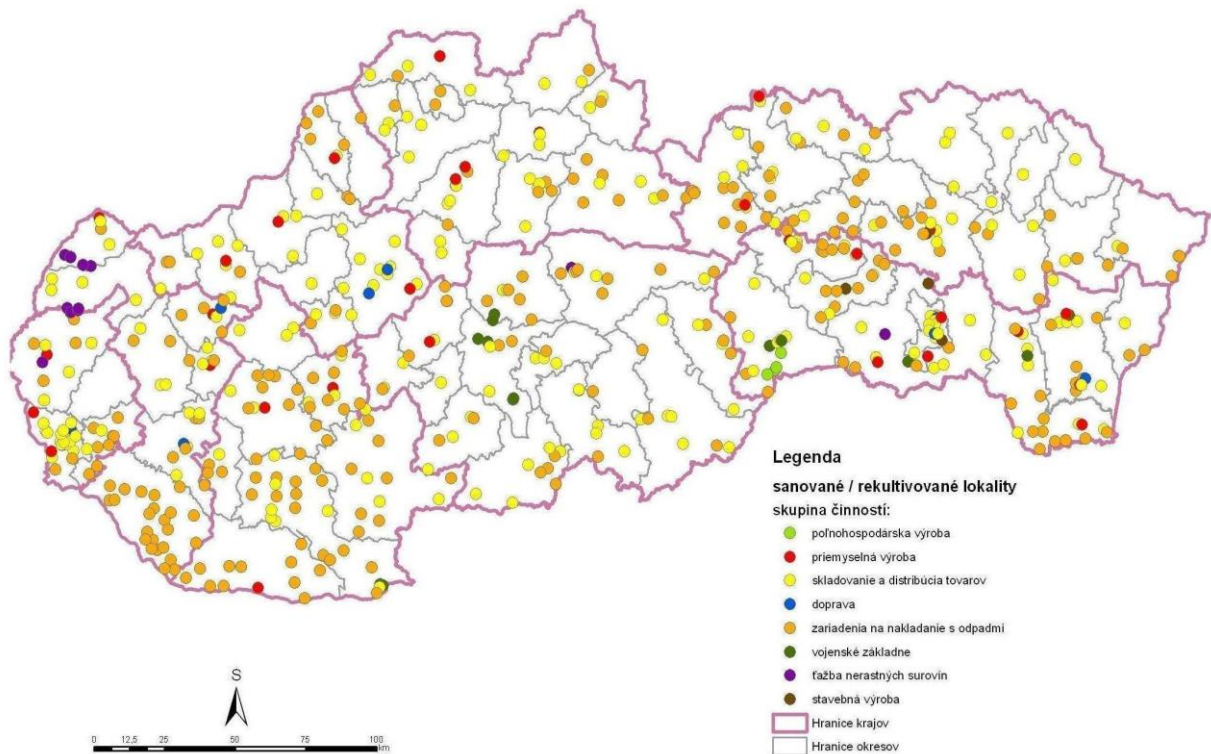 Legenda
sanované / rekultivované lokality
skupina činností:
poľnohospodárska výroba
priemyselná výroba
skladovanie a distribúcia tovarov
doprava
zariadenia na nakladanie s odpadmi
vojenské základne
ťažba nerastných surovín
stavebná výroba
Hranice krajov
Hranice okresov
S
0 12,5 25 50 75 100
km